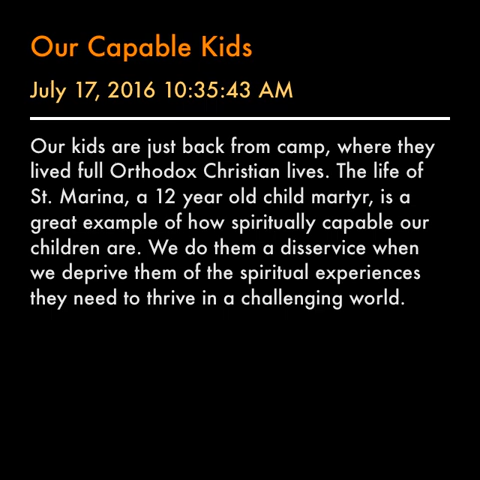 Our Capable Kids
July 17, 2016 10:35:43 AM
Our kids are just back from camp, where they
lived full Orthodox Christian lives. The life of
St. Marina, a 12 year old child martyr, is a
great example of how spiritually capable our
children are. We do them a disservice when
we deprive them of the spiritual experiences
they need to thrive in a challenging world.